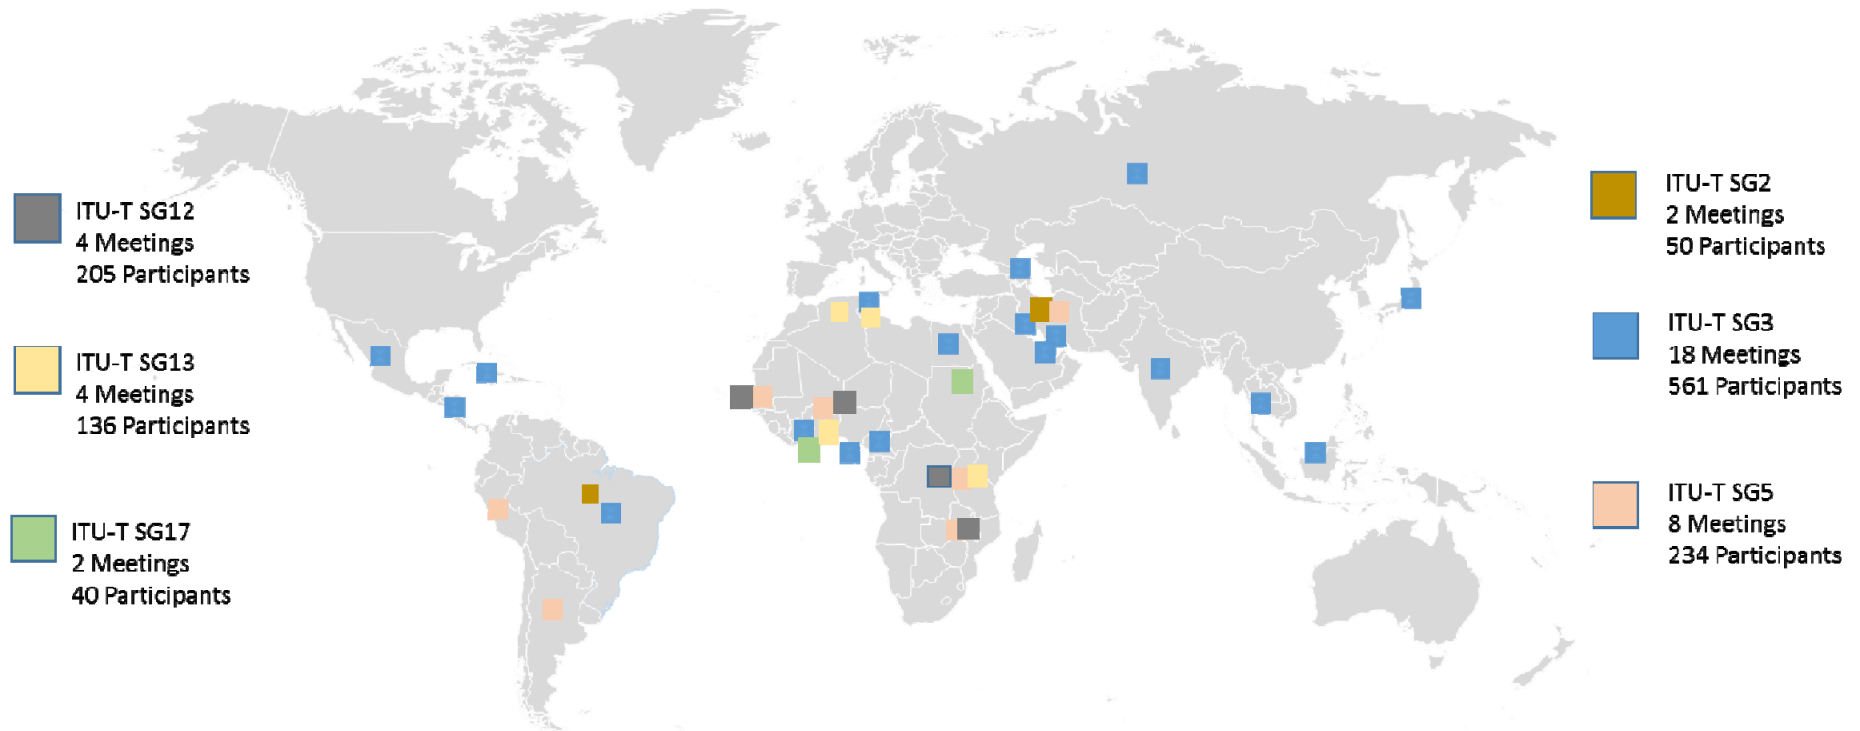 ITU-T SG12
4 Meetings
205 Participants
ITU-T SG13
4 Meetings
136 Participants
ITU-T SG17
2 Meetings
40 Participants
ITU-T SG2
2 Meetings
50 Participants
ITU-T SG3
18 Meetings
561 Participants
ITU-T SG5
8 Meetings
234 Participants